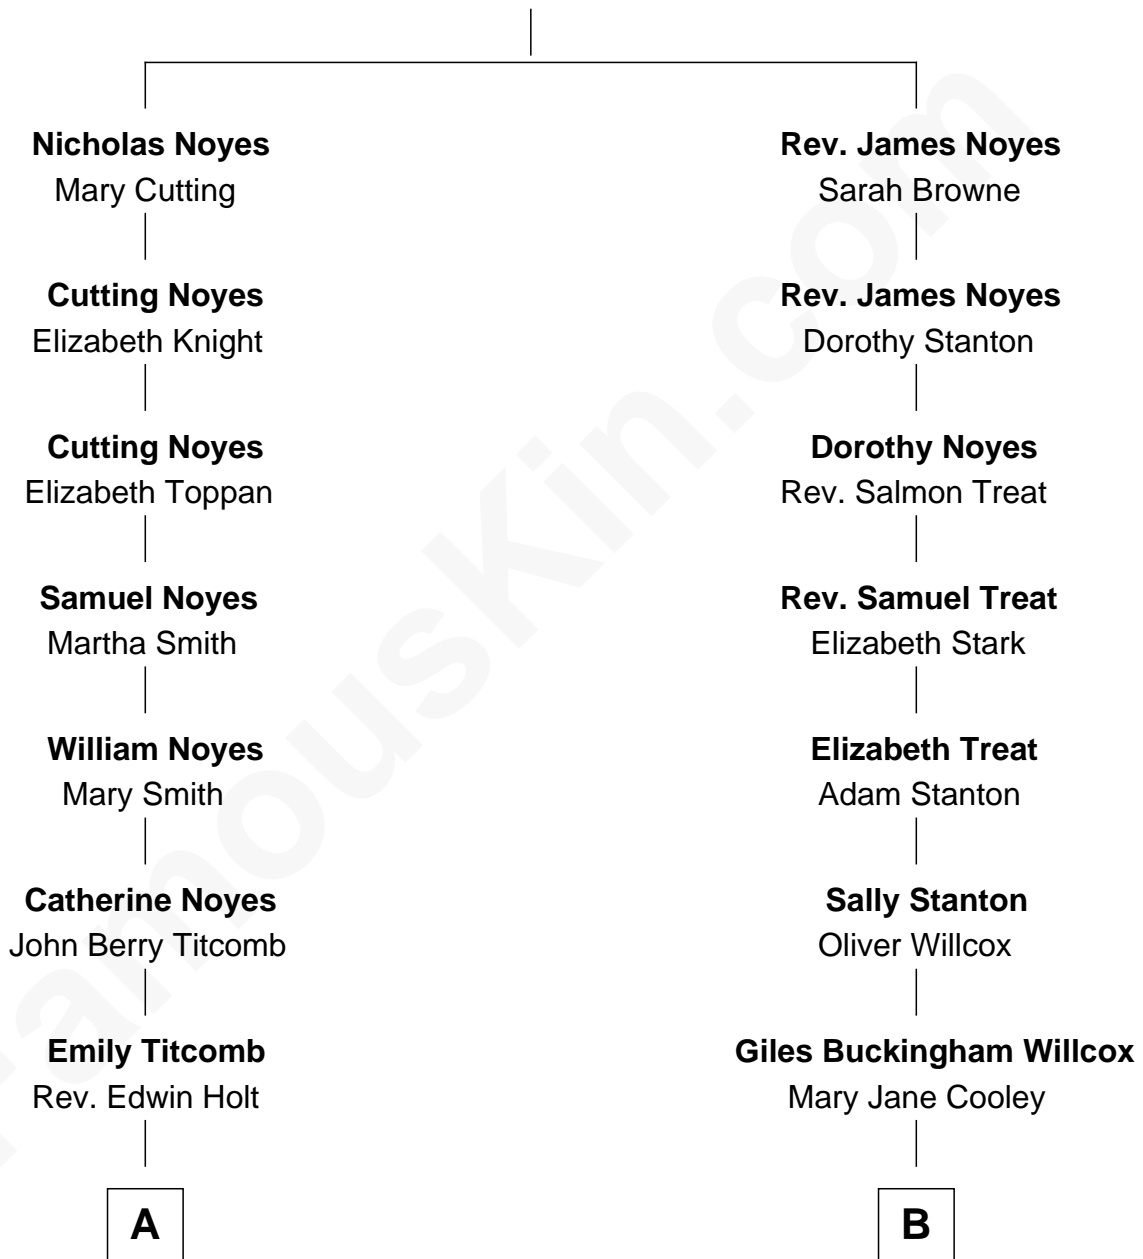 Nicholas Noyes
Mary Cutting
Cutting Noyes
Elizabeth Knight
Cutting Noyes
Elizabeth Toppan
Samuel Noyes
Martha Smith
William Noyes
Mary Smith
Catherine Noyes
John Berry Titcomb
Emily Titcomb
Rev. Edwin Holt
A
Rev. James Noyes
Sarah Browne
Rev. James Noyes
Dorothy Stanton
Dorothy Noyes
Rev. Salmon Treat
Rev. Samuel Treat
Elizabeth Stark
Elizabeth Treat
Adam Stanton
Sally Stanton
Oliver Willcox
Giles Buckingham Willcox
Mary Jane Cooley
B
FamousKin.com